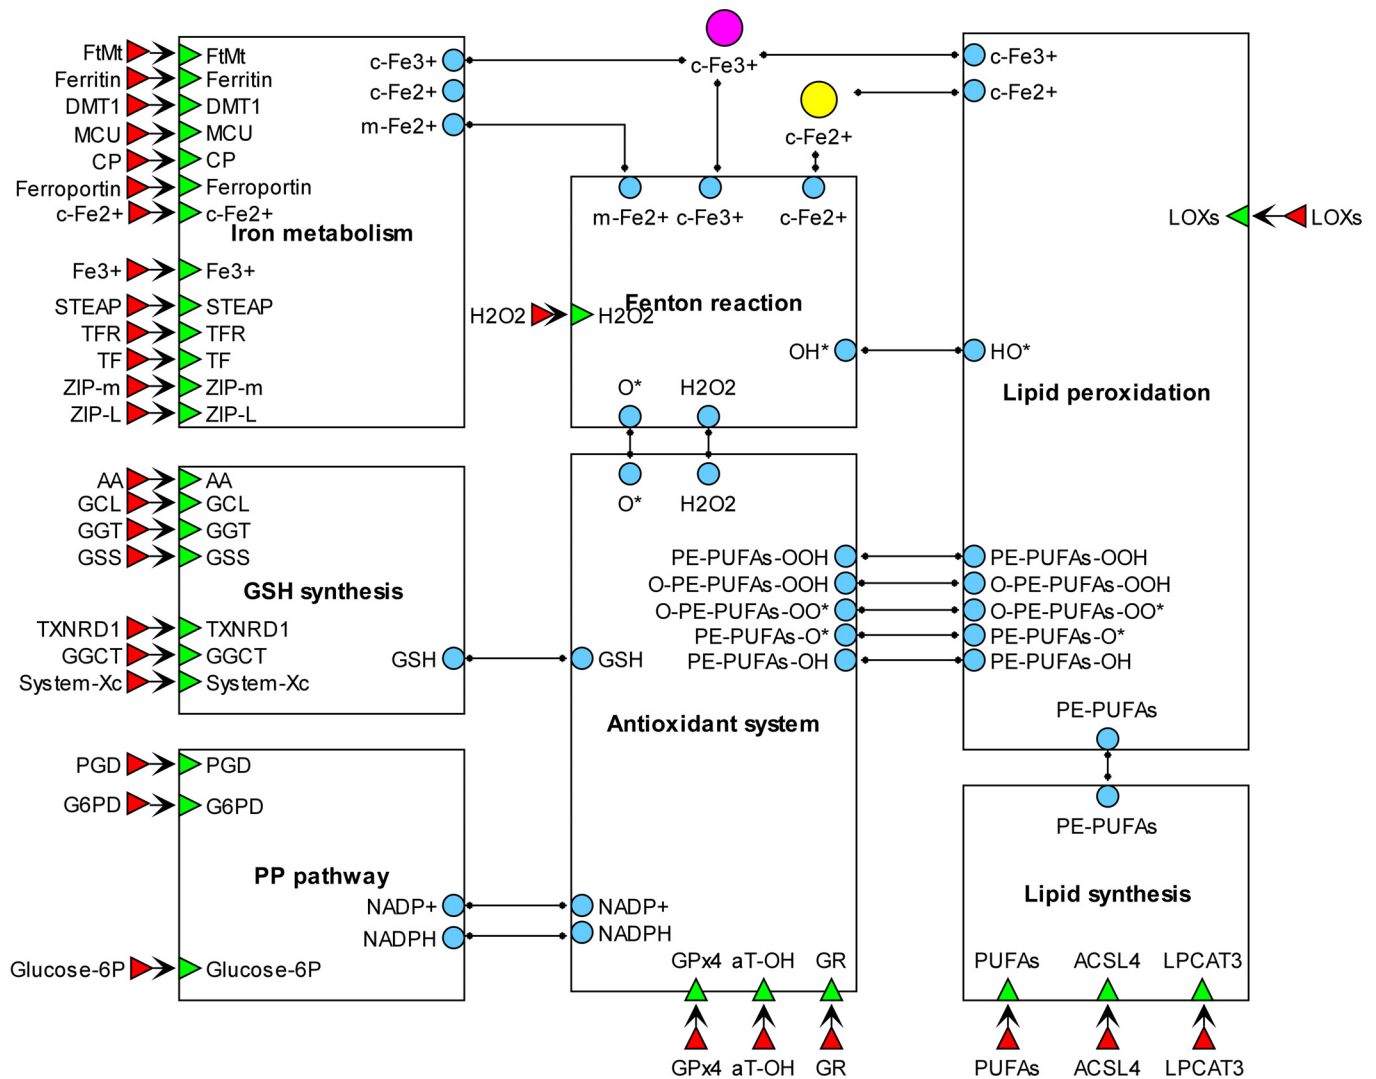 FtMt FtMt
Ferritin Ferritin
DMT1 DMT1
MCU MCU
CP CP
Ferroportin Ferroportin
c-Fe2+ c-Fe2+
Iron metabolism
Fe3+ Fe3+
STEAP STEAP
TFR TFR
TF TF
ZIP-m ZIP-m
ZIP-L ZIP-L
c-Fe3+
c-Fe2+
m-Fe2+
c-Fe3+
c-Fe2+
m-Fe2+ c-Fe3+ c-Fe2+
Fenton reaction
H2O2 H2O2
OH*
O* H2O2
c-Fe3+
c-Fe2+
LOXs LOXs
HO*
Lipid peroxidation
PE-PUFAs-OOH
O-PE-PUFAs-OOH
O-PE-PUFAs-OO*
PE-PUFAs-O*
PE-PUFAs-OH
PE-PUFAs
AA AA
GCL GCL
GGT GGT
GSS GSS
GSH synthesis
TXNRD1 TXNRD1
GGCT GGCT
System-Xc System-Xc
GSH
O* H2O2
PE-PUFAs-OOH
O-PE-PUFAs-OOH
O-PE-PUFAs-OO*
PE-PUFAs-O*
PE-PUFAs-OH
GSH
Antioxidant system
NADP+
NADPH
GPx4 aT-OH GR
GPx4 aT-OH GR
PGD PGD
G6PD G6PD
PP pathway
NADP+
NADPH
Glucose-6P Glucose-6P
PE-PUFAs
Lipid synthesis
PUFAs ACSL4 LPCAT3
PUFAs ACSL4 LPCAT3